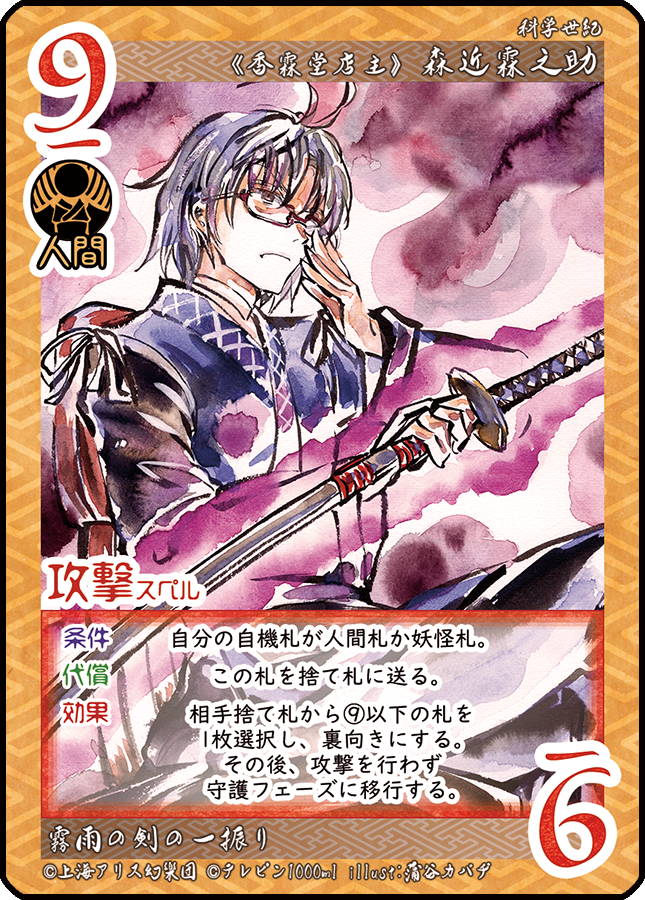 科学世紀
《香霖堂店主》 森近霖之助
9
人間
攻撃スペル
条件 自分の自機札が人間札か妖怪札。
代償 この札を捨て札に送る。
効果 相手捨て札から⑨以下の札を
1枚選択し、裏向きにする。
その後、攻撃を行わず
守護フェーズに移行する。
9
霧雨の剣の一振り
©上海アリス幻樂団 ©テレピン1000ml illust:蒲谷カバヂ